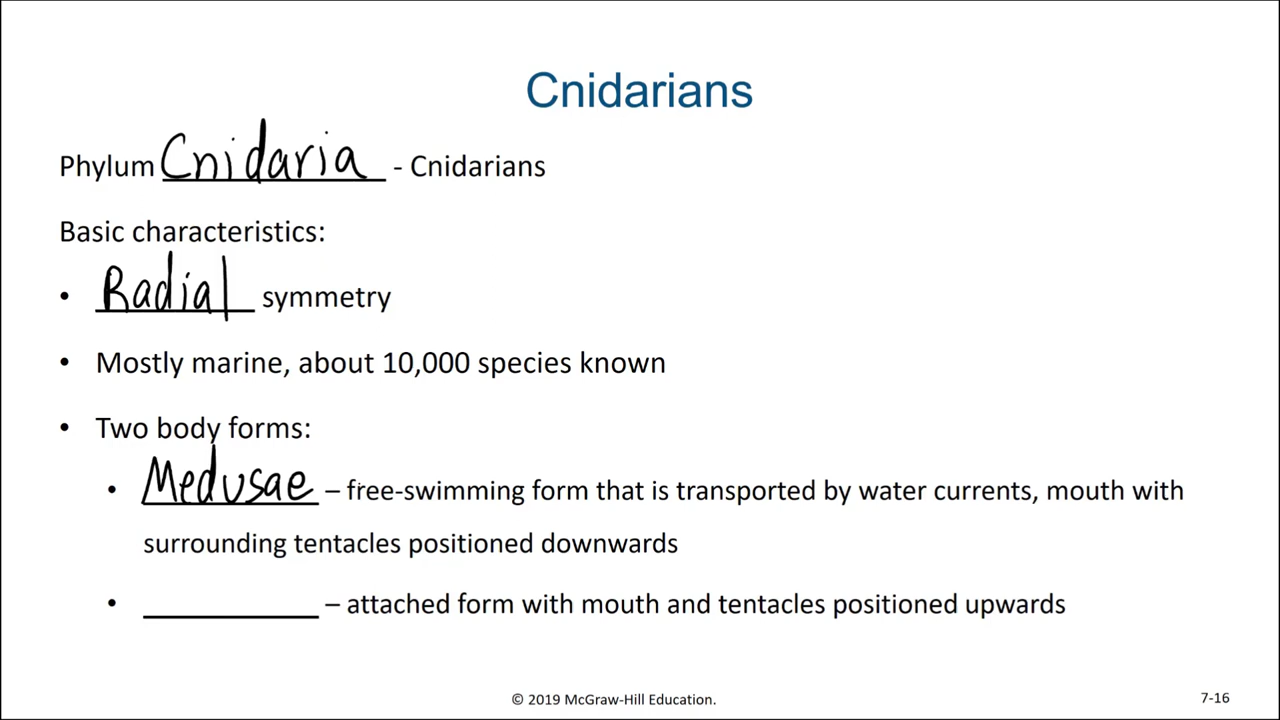 Cnidarians
Phylum Cnidaria - Cnidarians
Basic characteristics:
• Radial symmetry
• Mostly marine, about 10,000 species known
• Two body forms:
• Medusae – free-swimming form that is transported by water currents, mouth with
surrounding tentacles positioned downwards
• __________ – attached form with mouth and tentacles positioned upwards
© 2019 McGraw-Hill Education.
7-16